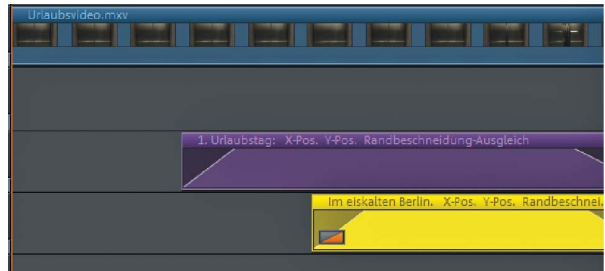 Urlaubsvideo.mxv
1. Urlaubstag: X-Pos. Y-Pos. Randbeschneidung-Ausgleich
Im eiskalten Berlin. X-Pos. Y-Pos. Randbeschnei.